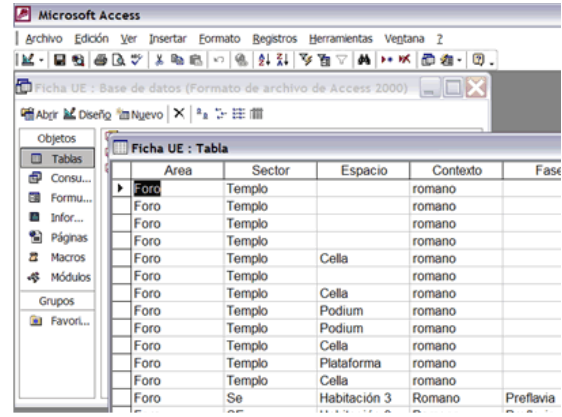 Microsoft Access
Archivo Edición Ver Insertar Formato Registros Herramientas Ventana ?
Ficha UE : Base de datos (Formato de archivo de Access 2000)
Abrir Diseño Nuevo
Objetos
Tablas
Consu...
Formu...
Infor...
Páginas
Macros
Módulos
Grupos
Favori...
Ficha UE : Tabla
Area Sector Espacio Contexto Fase
Foro Templo romano
Foro Templo romano
Foro Templo romano
Foro Templo romano
Foro Templo Cella romano
Foro Templo romano
Foro Templo Cella romano
Foro Templo Podium romano
Foro Templo Podium romano
Foro Templo Cella romano
Foro Templo Plataforma romano
Foro Templo Cella romano
Foro Se Habitación 3 Romano Preflavia